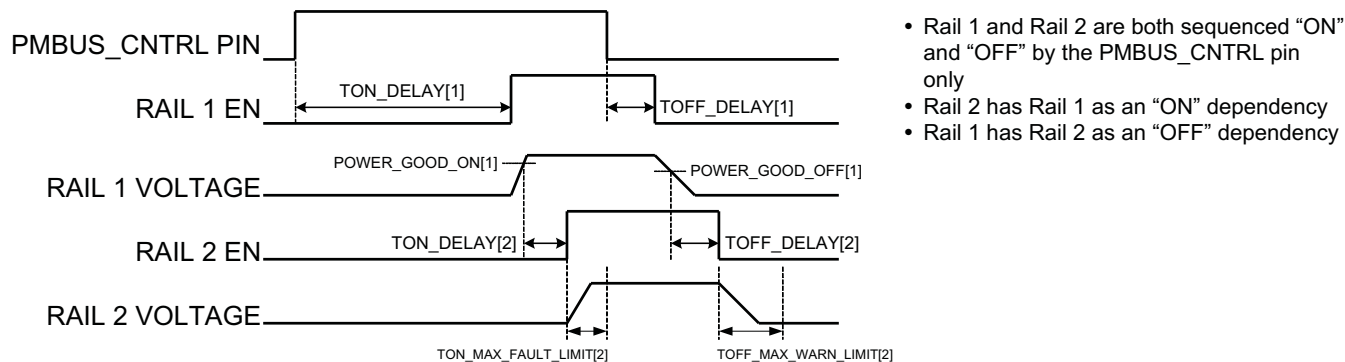 PMBUS_CNTRL PIN
TON_DELAY[1]
TOFF_DELAY[1]
RAIL 1 EN
POWER_GOOD_ON[1]
POWER_GOOD_OFF[1]
RAIL 1 VOLTAGE
TON_DELAY[2]
TOFF_DELAY[2]
RAIL 2 EN
RAIL 2 VOLTAGE
TON_MAX_FAULT_LIMIT[2]
TOFF_MAX_WARN_LIMIT[2]
• Rail 1 and Rail 2 are both sequenced “ON”
and “OFF” by the PMBUS_CNTRL pin
only
• Rail 2 has Rail 1 as an “ON” dependency
• Rail 1 has Rail 2 as an “OFF” dependency